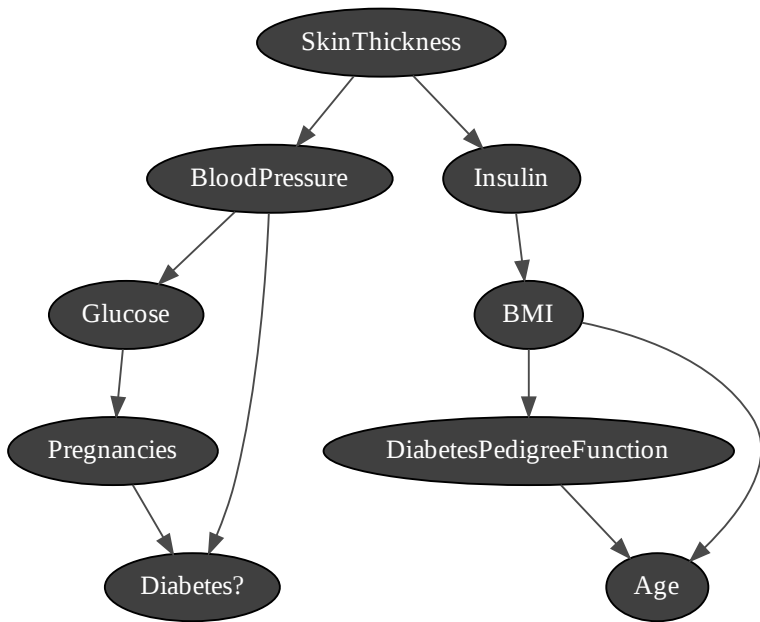 SkinThickness
BloodPressure
Insulin
Glucose
BMI
Pregnancies
DiabetesPedigreeFunction
Diabetes?
Age